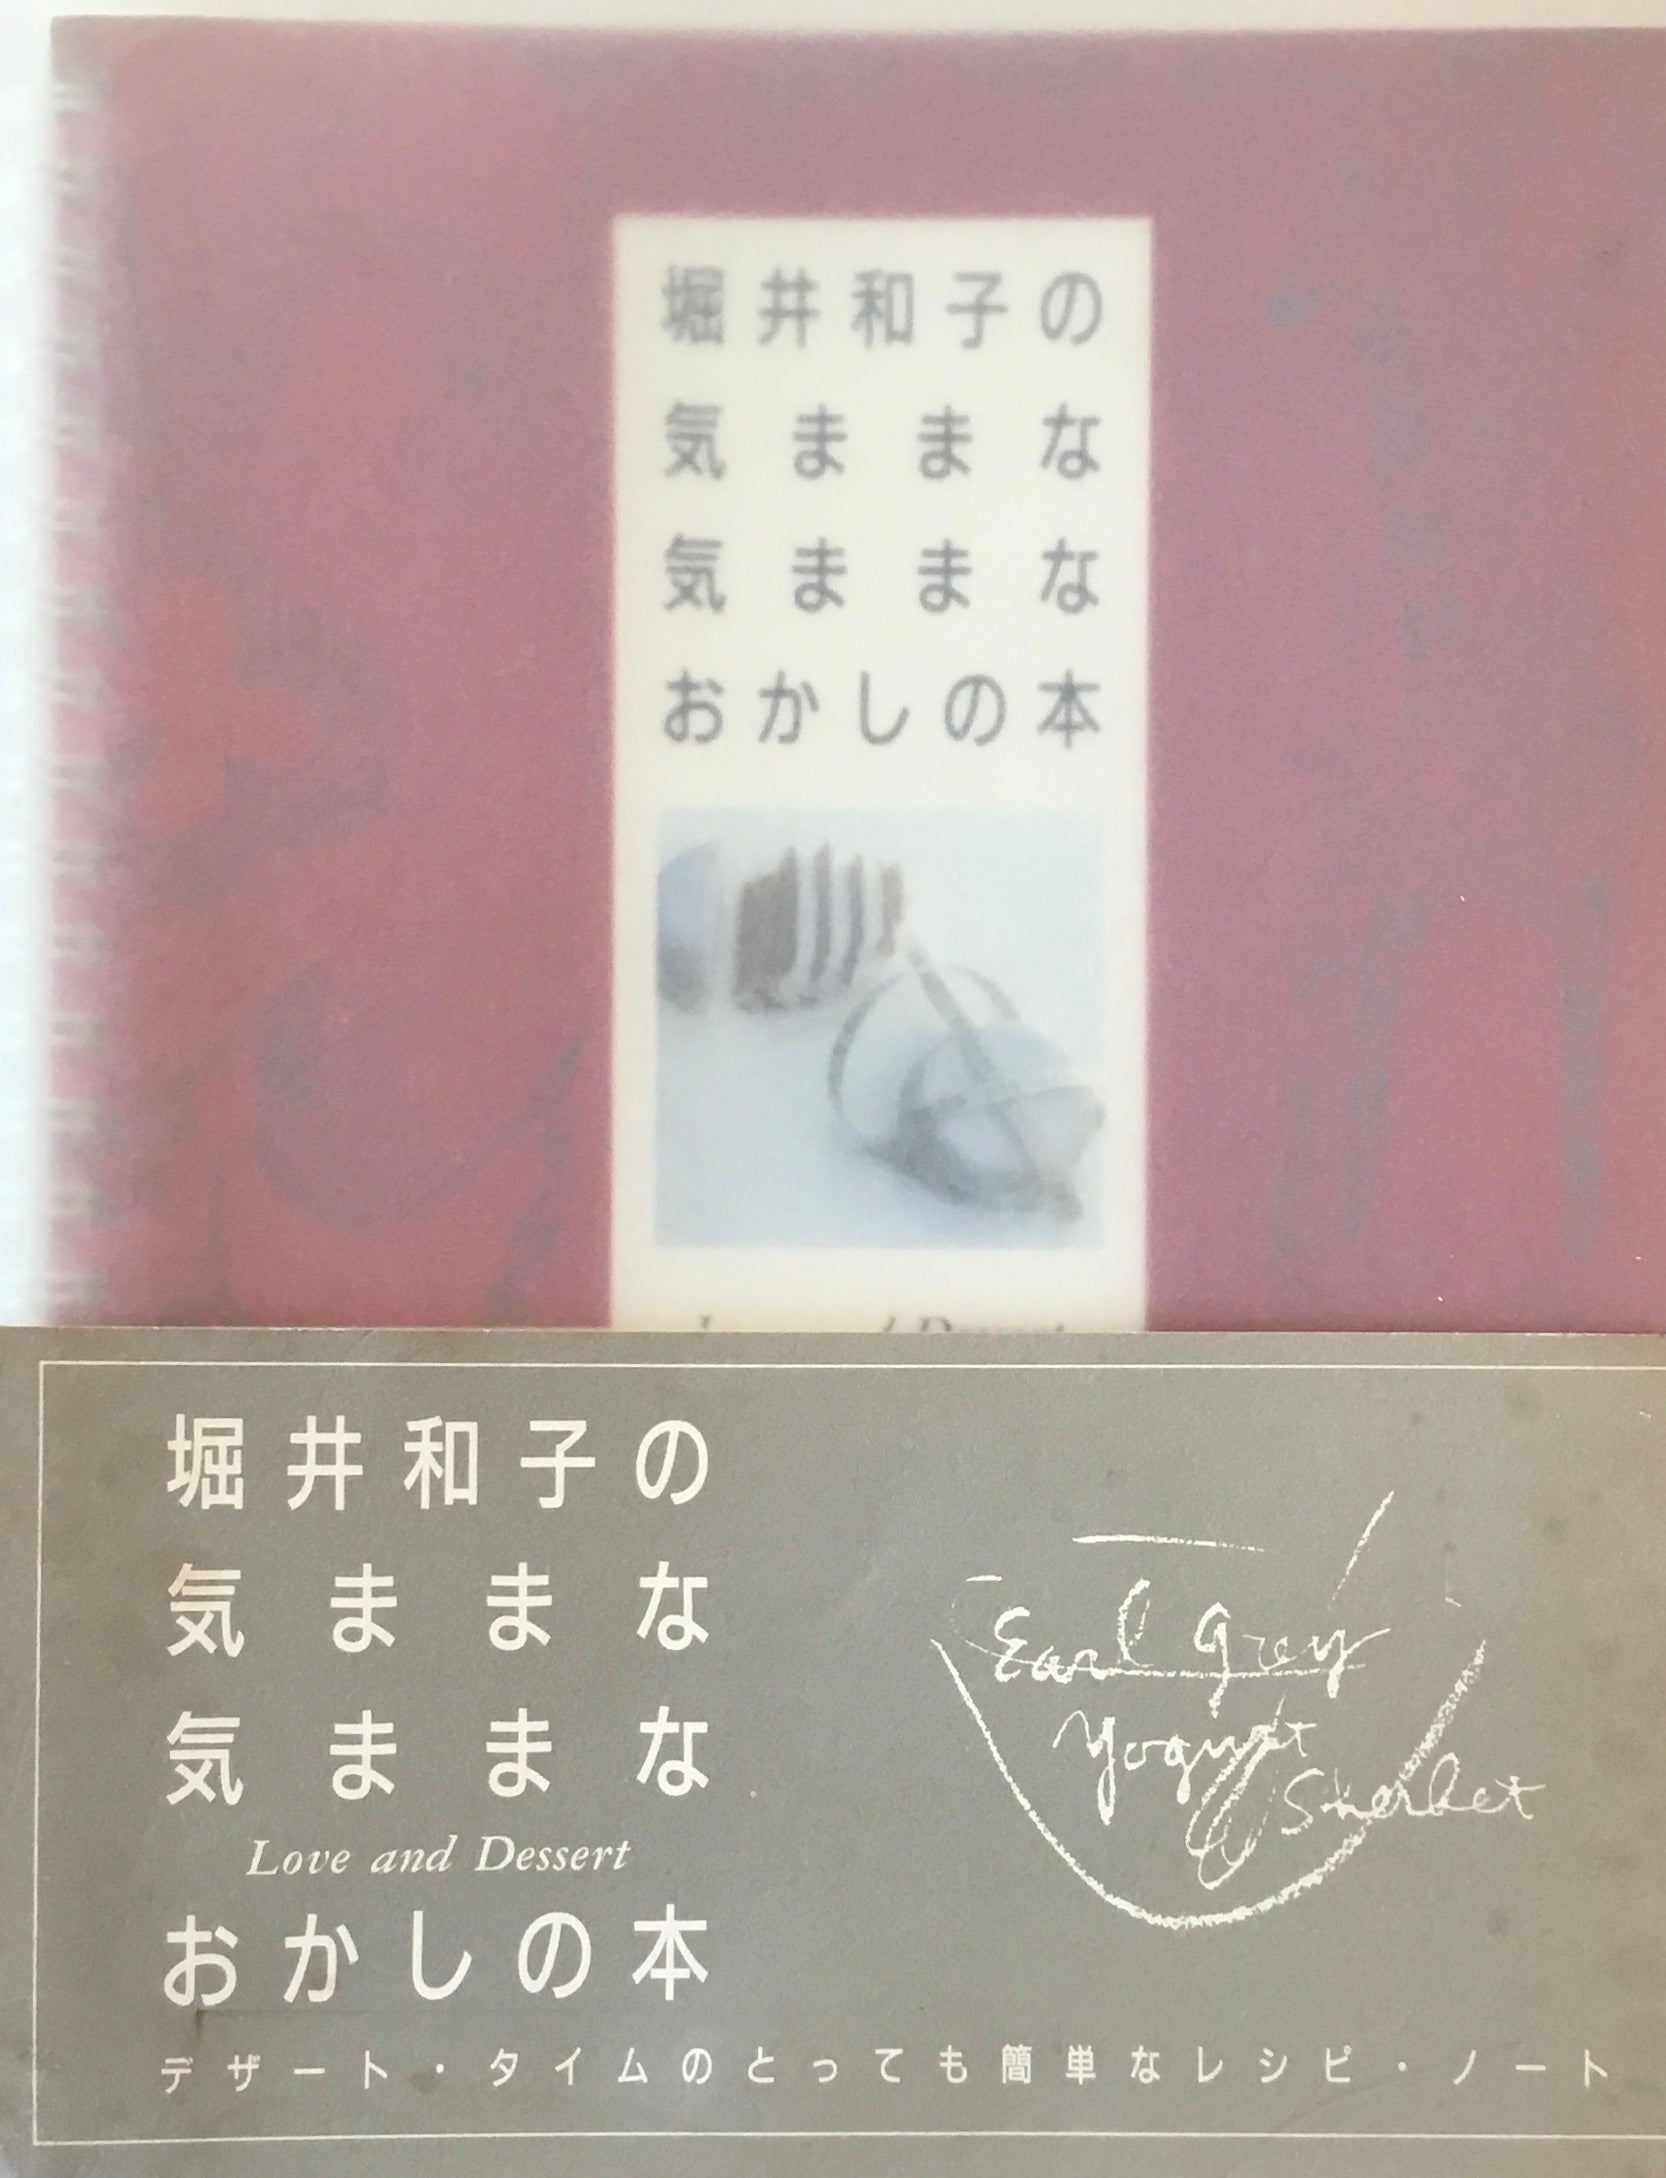 堀井和子の
気ままな
気ままな
おかしの本
堀井和子の
気ままな
気ままな
Love and Dessert
おかしの本
デザート・タイムのとっても簡単なレシピ・ノート
Earl Grey
Yogurt
Sherbet